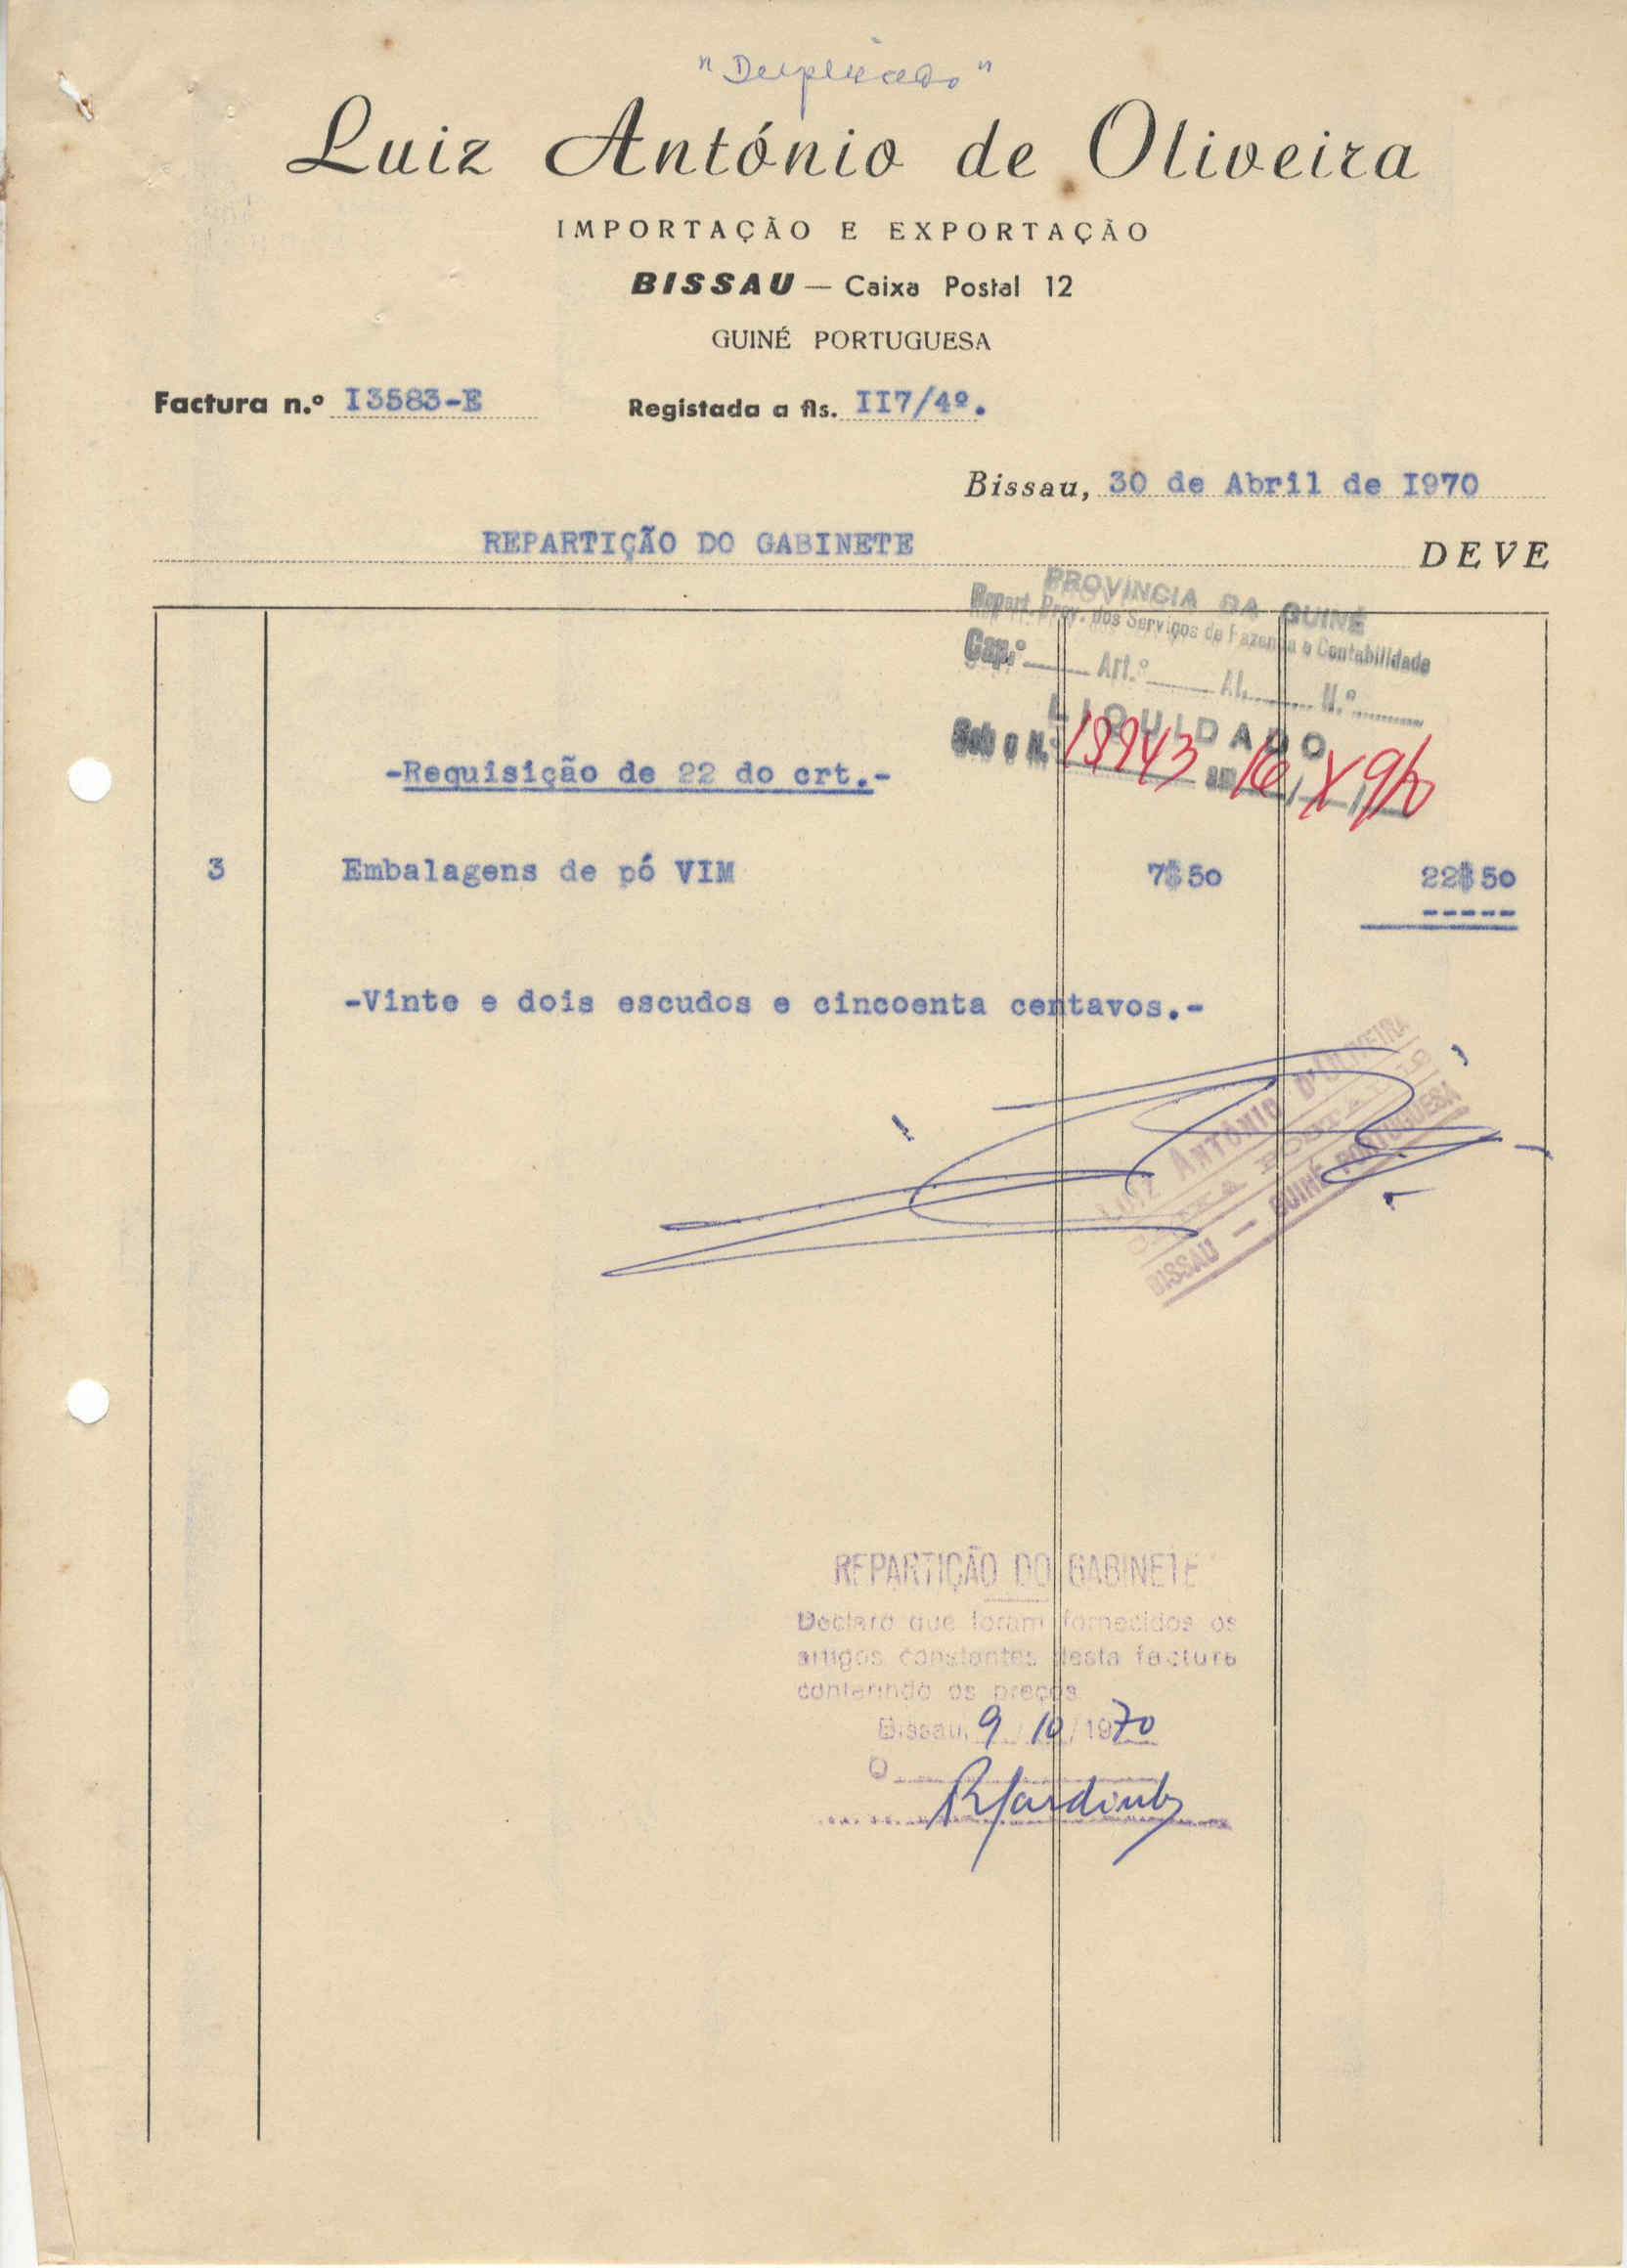 "Duplicado"
Luiz António de Oliveira
IMPORTAÇÃO E EXPORTAÇÃO
BISSAU — Caixa Postal 12
GUINÉ PORTUGUESA
Factura n.º I3583-E Registada a fls. II7/4º.
Bissau, 30 de Abril de I970
REPARTIÇÃO DO GABINETE DEVE
PROVINCIA DA GUINÉ
Repart. Prov. dos Serviços de Fazenda e Contabilidade
Cap.º Art.º Al. N.º
LIQUIDADO
Sob o N.º em 16/X/970
-Requisição de 22 do crt.-
3 Embalagens de pó VIM 7$50 22$50
-----
-Vinte e dois escudos e cincoenta centavos.-
LUIZ ANTÓNIO D'OLIVEIRA
CAIXA POSTAL 12
BISSAU — GUINÉ PORTUGUESA
REPARTIÇÃO DO GABINETE
Declaro que foram fornecidos os
artigos constantes desta factura
conferindo os preços
Bissau, 9/10/1970
O